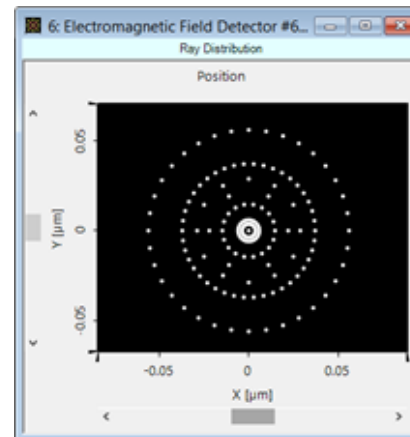 6: Electromagnetic Field Detector #6...
Ray Distribution
Position
Y [µm]
0.05
0
-0.05
-0.05
0
0.05
X [µm]